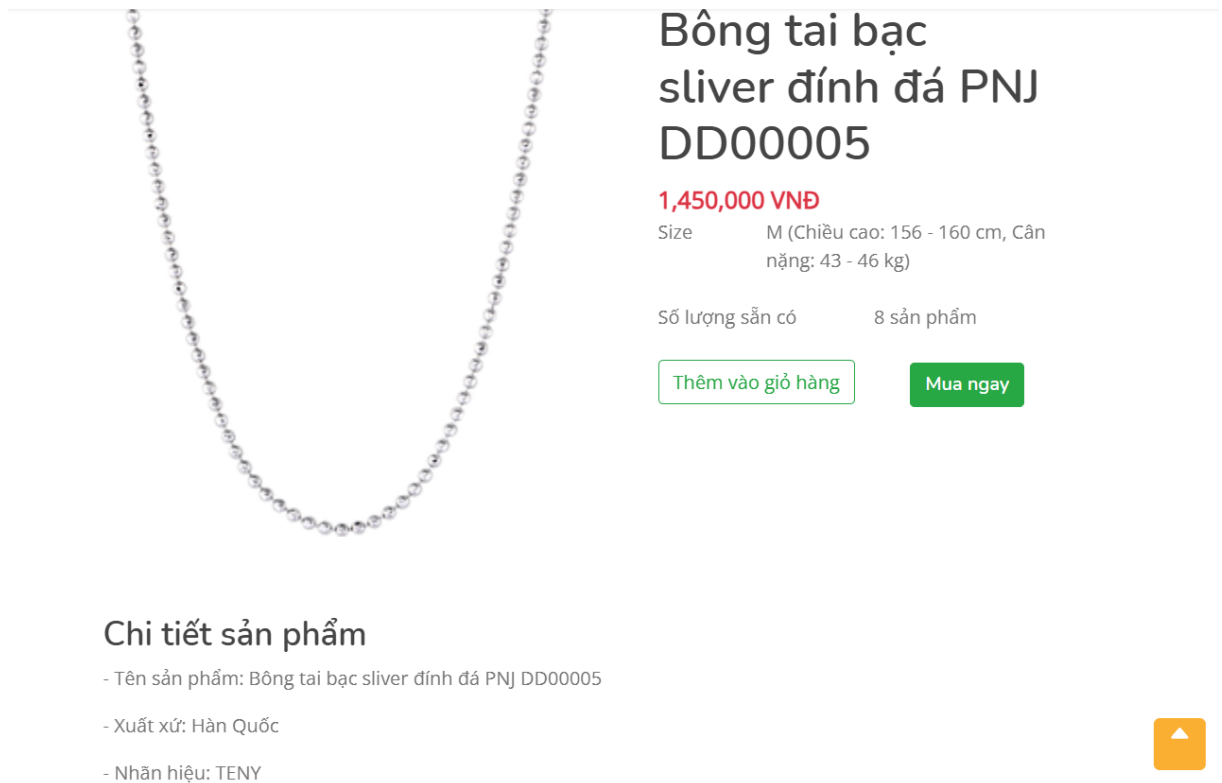 Bông tai bạc
sliver đính đá PNJ
DD00005
1,450,000 VNĐ
Size M (Chiều cao: 156 - 160 cm, Cân
nặng: 43 - 46 kg)
Số lượng sẵn có 8 sản phẩm
Thêm vào giỏ hàng Mua ngay
Chi tiết sản phẩm
- Tên sản phẩm: Bông tai bạc sliver đính đá PNJ DD00005
- Xuất xứ: Hàn Quốc
- Nhãn hiệu: TENY